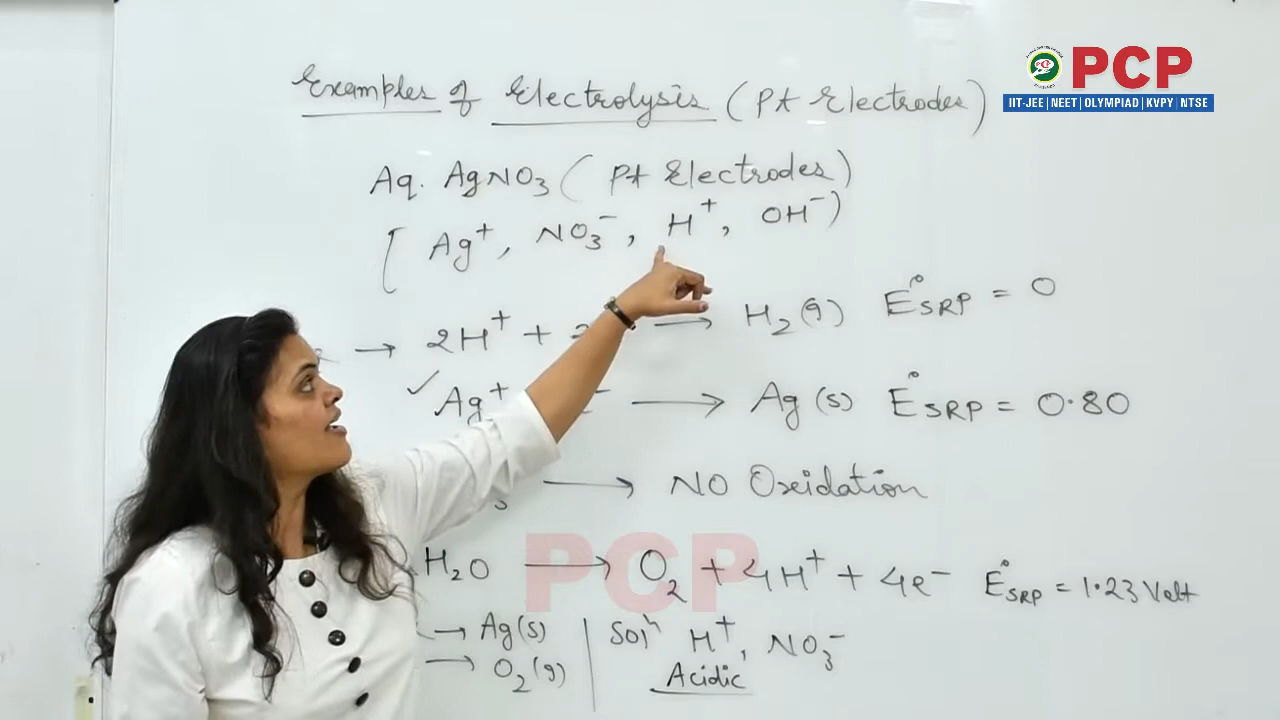 PCP
IIT-JEE | NEET | OLYMPIAD | KVPY | NTSE
Examples of Electrolysis (Pt Electrodes)
Aq. AgNO3 (Pt Electrodes)
[Ag+, NO3−, H+, OH−)
→ 2H+ + 2 → H2(g) E°SRP = 0
✓Ag+ → Ag(s) E°SRP = 0.80
→ NO Oxidation
H2O → O2 + 4H+ + 4e− E°SRP = 1.23 Volt
→ Ag(s) | Soln H+, NO3−
→ O2(g) | Acidic
PCP